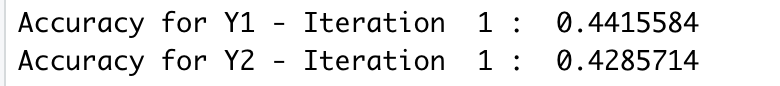 Accuracy for Y1 - Iteration  1 :  0.4415584
Accuracy for Y2 - Iteration  1 :  0.4285714